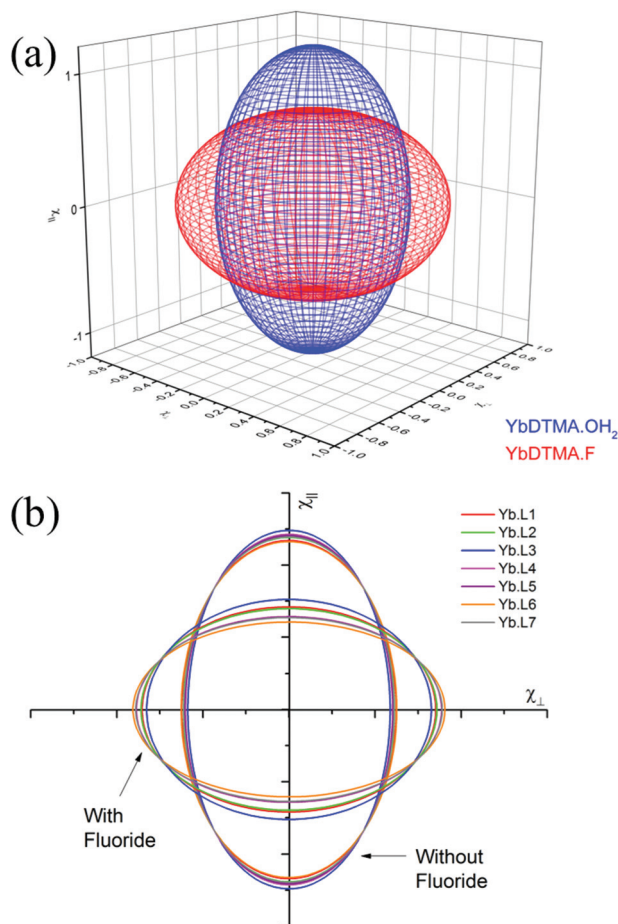 (a)
1
0
-1
χ||
-1.0
-0.8
-0.6
-0.4
-0.2
0.0
0.2
0.4
0.6
0.8
1.0
-1.0
-0.8
-0.6
-0.4
-0.2
0.0
0.2
0.4
0.6
0.8
1.0
χ⊥
YbDTMA.OH₂
YbDTMA.F
(b)
χ||
Yb.L1
Yb.L2
Yb.L3
Yb.L4
Yb.L5
Yb.L6
Yb.L7
χ⊥
With
Fluoride
Without
Fluoride